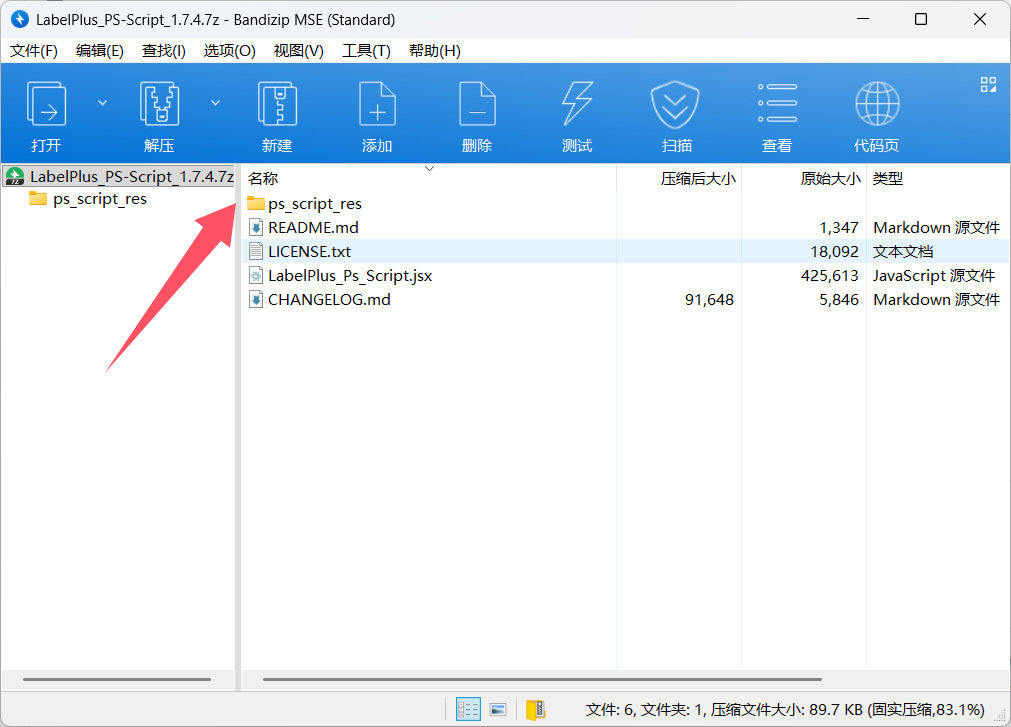 LabelPlus_PS-Script_1.7.4.7z - Bandizip MSE (Standard)
文件(F) 编辑(E) 查找(I) 选项(O) 视图(V) 工具(T) 帮助(H)
打开 解压 新建 添加 删除 测试 扫描 查看 代码页
LabelPlus_PS-Script_1.7.4.7z
ps_script_res
名称 压缩后大小 原始大小 类型
ps_script_res
README.md 1,347 Markdown 源文件
LICENSE.txt 18,092 文本文档
LabelPlus_Ps_Script.jsx 425,613 JavaScript 源文件
CHANGELOG.md 91,648 5,846 Markdown 源文件
文件: 6, 文件夹: 1, 压缩文件大小: 89.7 KB (固实压缩,83.1%)